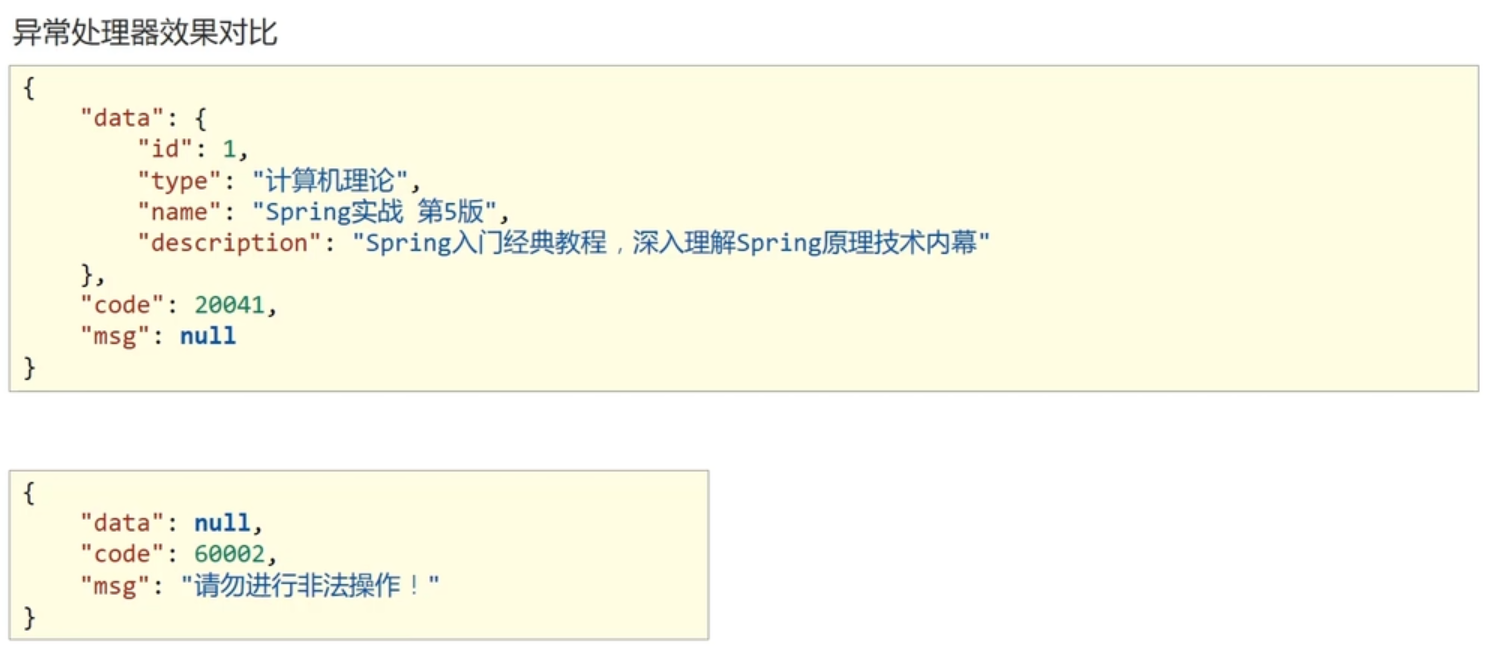 异常处理器效果对比
{
    "data": {
        "id": 1,
        "type": "计算机理论",
        "name": "Spring实战 第5版",
        "description": "Spring入门经典教程，深入理解Spring原理技术内幕"
    },
    "code": 20041,
    "msg": null
}
{
    "data": null,
    "code": 60002,
    "msg": "请勿进行非法操作！"
}